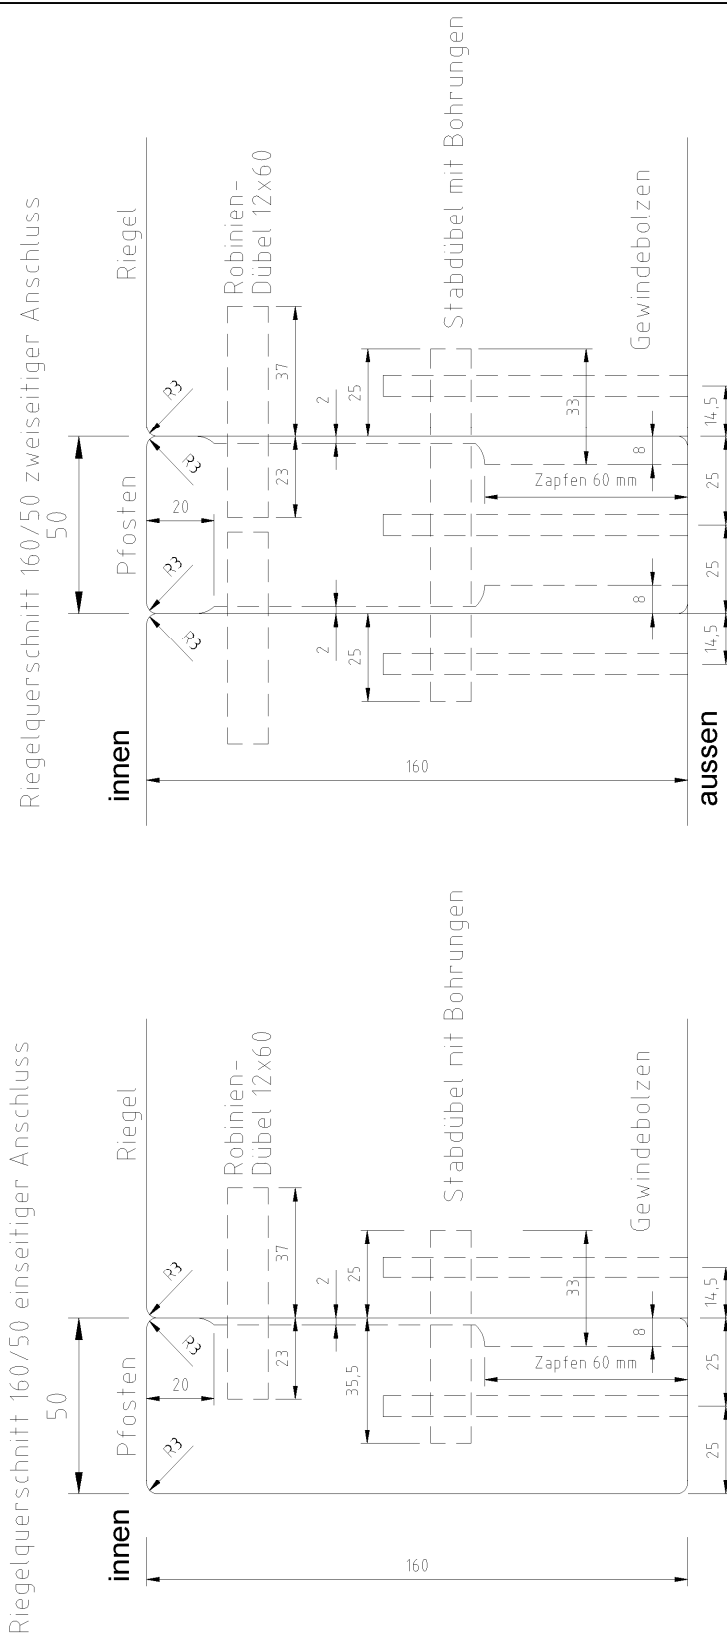 Riegelquerschnitt 160/50 zweiseitiger Anschluss
50
innen
Pfosten
Riegel
R3
R3
R3
R3
20
Robinien-
Dübel 12x60
37
23
2
2
25
25
Stabdübel mit Bohrungen
160
33
Zapfen 60 mm
8
8
Gewindebolzen
aussen
14,5
25
25
14,5
Riegelquerschnitt 160/50 einseitiger Anschluss
50
innen
Pfosten
Riegel
R3
R3
R3
20
Robinien-
Dübel 12x60
37
23
2
25
35,5
Stabdübel mit Bohrungen
160
33
Zapfen 60 mm
8
Gewindebolzen
25
25
14,5